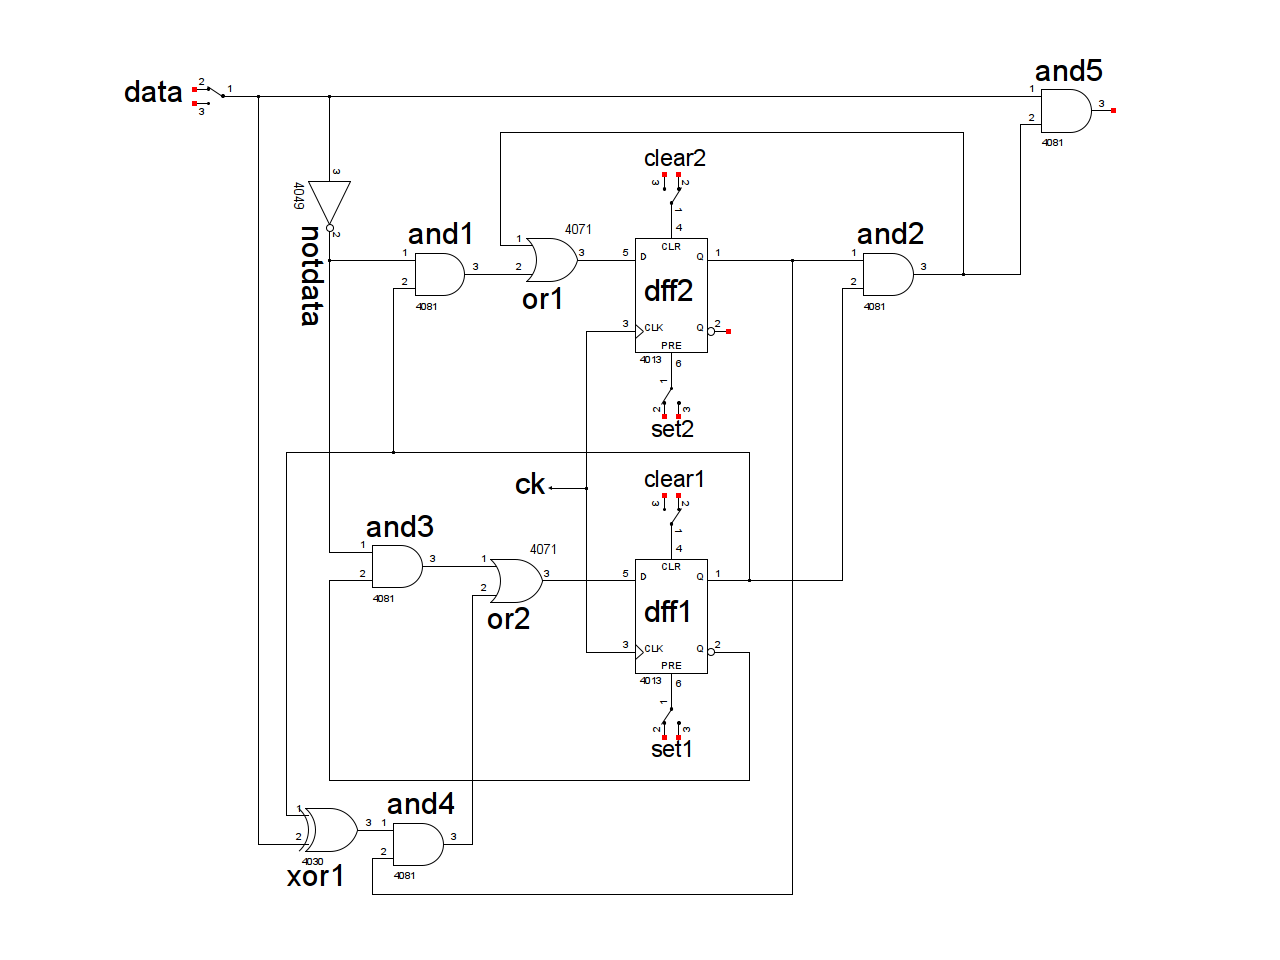 and5
data 2 1 1 3
3 2
4081
clear2
3 2
4049 3
1
notdata 2
and1 4071 4 and2
1 3 1 3 5 D CLR Q 1 1 3
2 2
4081 or1 dff2 2 4081
3 CLK Q 2
PRE
4013 6
1
2 3
set2
clear1
ck 3 2
1
and3 4071 4
1 3 1 3 5 D CLR Q 1
2 2
4081 or2 dff1
3 CLK Q 2
PRE
4013 6
1
2 3
set1
and4
1 3 1 3
2 2
4030 4081
xor1